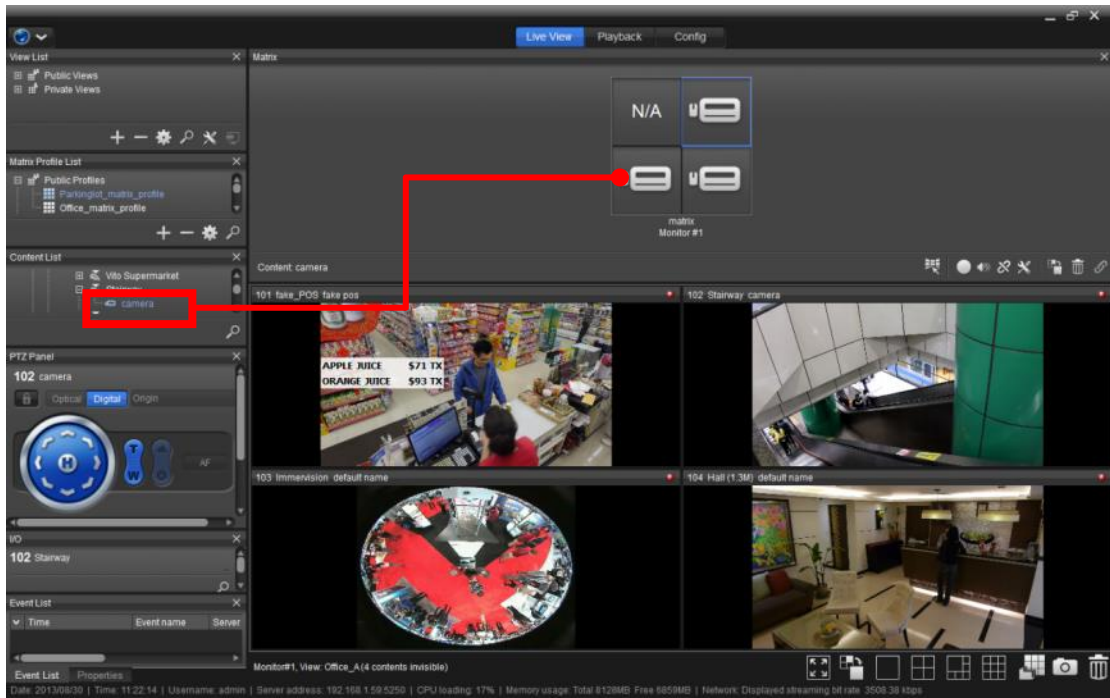 Live View Playback Config
View List
Public Views
Private Views
Matrix Profile List
Public Profiles
Parkinglot_matrix_profile
Office_matrix_profile
Content List
Vito Supermarket
Stairway
camera
PTZ Panel
102 camera
Optical Digital Origin
T
W
H
AF
I/O
102 Stairway
Event List
Time Event name Server
Event List Properties
Matrix
N/A
matrix
Monitor #1
Content: camera
101 fake_POS fake pos
APPLE JUICE $71 TX
ORANGE JUICE $93 TX
102 Stairway camera
103 Immervision default name
104 Hall (1.3M) default name
Monitor#1, View: Office_A(4 contents invisible)
Date: 2013/08/30 | Time: 11:22:14 | Username: admin | Server address: 192.168.1.59:5250 | CPU loading: 17% | Memory usage: Total 8128MB Free 6859MB | Network: Displayed streaming bit rate 3508.38 kbps